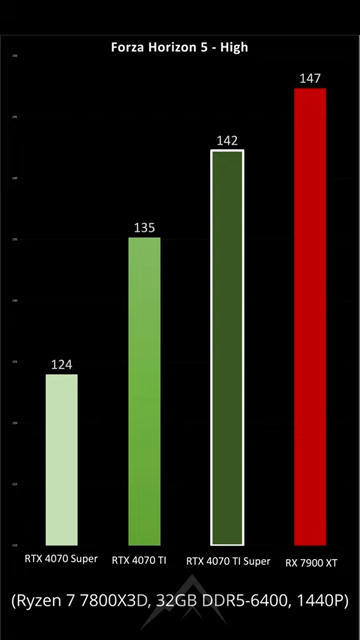 Forza Horizon 5 - High
147
142
135
124
RTX 4070 Super
RTX 4070 TI
RTX 4070 TI Super
RX 7900 XT
(Ryzen 7 7800X3D, 32GB DDR5-6400, 1440P)